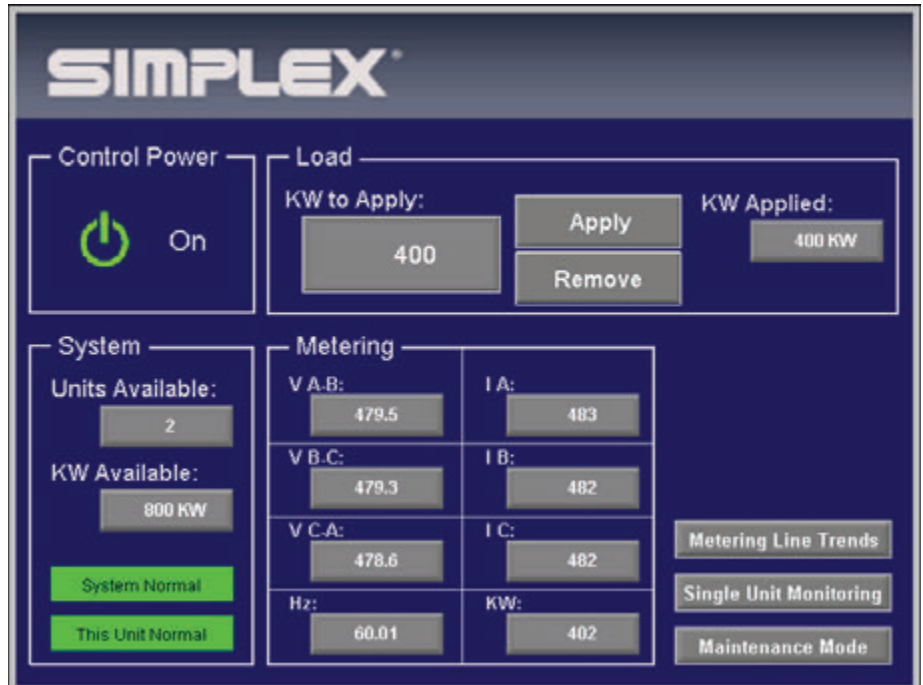 SIMPLEX®
Control Power
On
Load
KW to Apply:
400
Apply
Remove
KW Applied:
400 KW
System
Units Available:
2
KW Available:
800 KW
System Normal
This Unit Normal
Metering
V A-B:
479.5
I A:
483
V B-C:
479.3
I B:
482
V C-A:
478.6
I C:
482
Hz:
60.01
KW:
402
Metering Line Trends
Single Unit Monitoring
Maintenance Mode